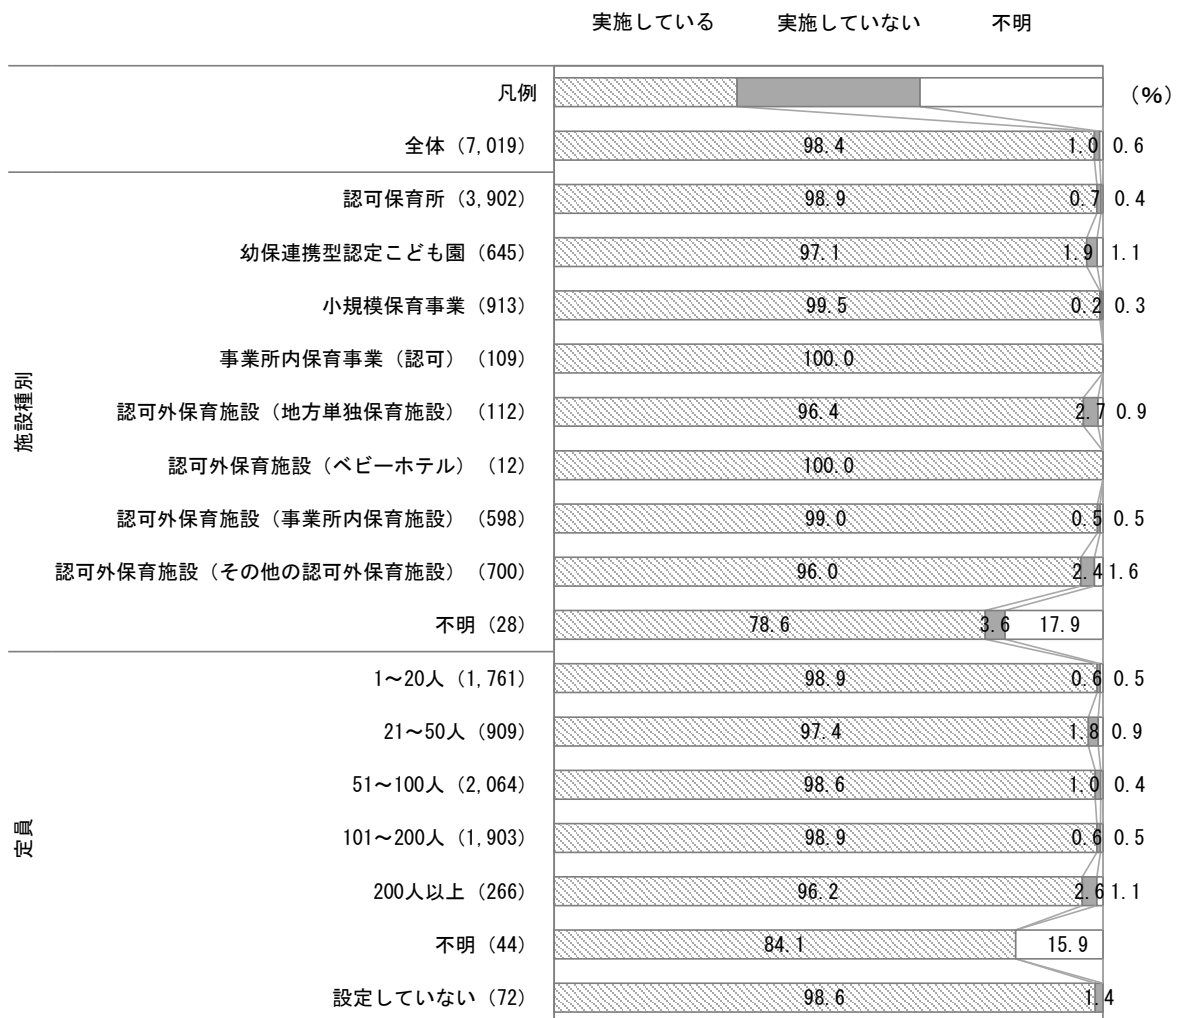 実施している 実施していない 不明
凡例 (%)
全体（7,019） 98.4 1.0 0.6
施設種別
認可保育所（3,902） 98.9 0.7 0.4
幼保連携型認定こども園（645） 97.1 1.9 1.1
小規模保育事業（913） 99.5 0.2 0.3
事業所内保育事業（認可）（109） 100.0
認可外保育施設（地方単独保育施設）（112） 96.4 2.7 0.9
認可外保育施設（ベビーホテル）（12） 100.0
認可外保育施設（事業所内保育施設）（598） 99.0 0.5 0.5
認可外保育施設（その他の認可外保育施設）（700） 96.0 2.4 1.6
不明（28） 78.6 3.6 17.9
定員
1～20人（1,761） 98.9 0.6 0.5
21～50人（909） 97.4 1.8 0.9
51～100人（2,064） 98.6 1.0 0.4
101～200人（1,903） 98.9 0.6 0.5
200人以上（266） 96.2 2.6 1.1
不明（44） 84.1 15.9
設定していない（72） 98.6 1.4